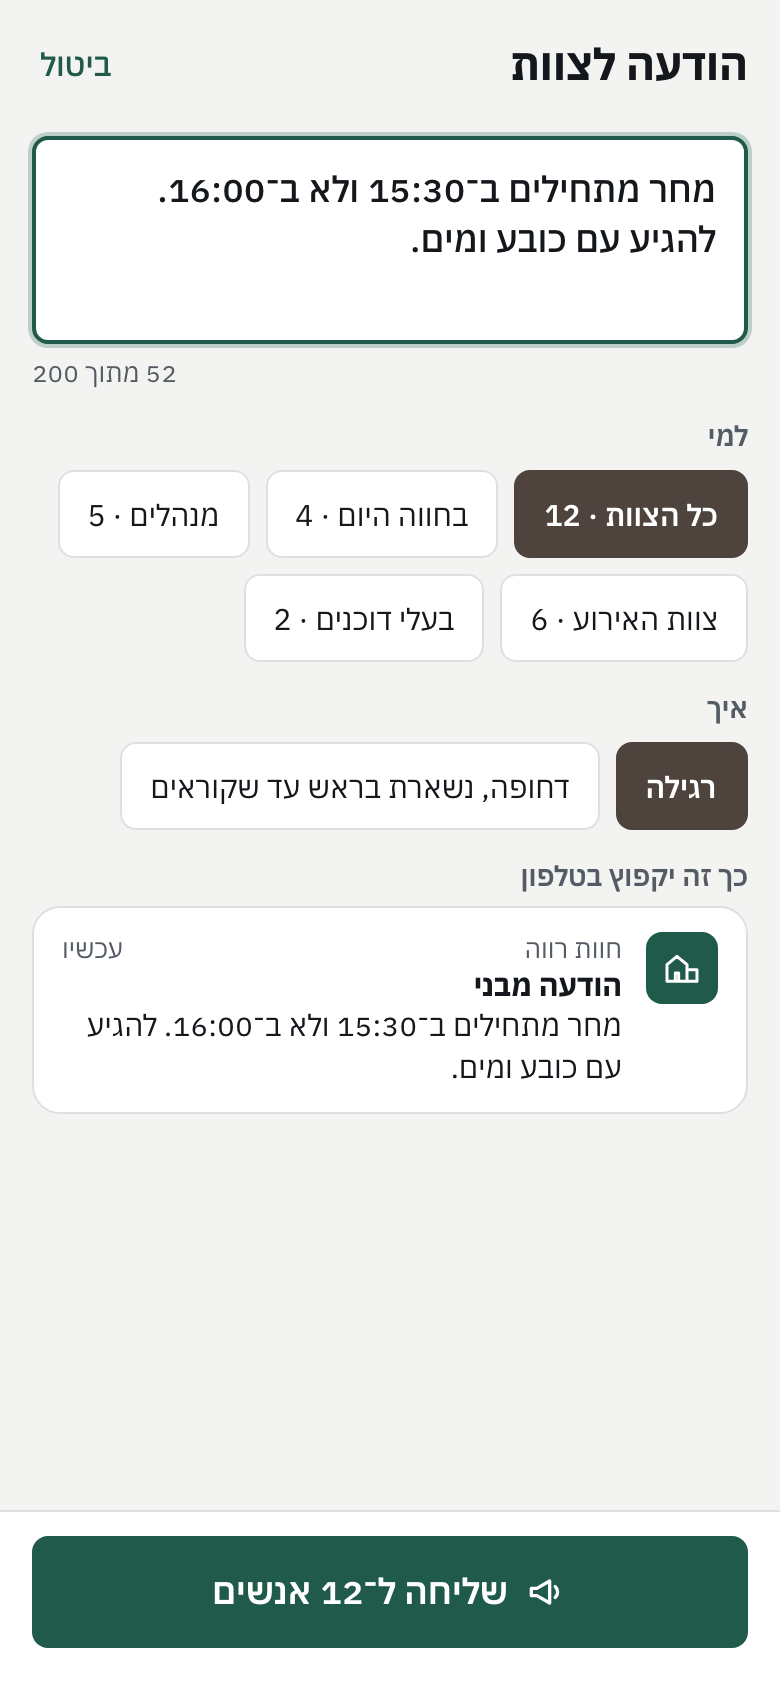 הודעה לצוות
ביטול
מחר מתחילים ב־15:30 ולא ב־16:00.
להגיע עם כובע ומים.
52 מתוך 200
למי
כל הצוות · 12
בחווה היום · 4
מנהלים · 5
צוות האירוע · 6
בעלי דוכנים · 2
איך
רגילה
דחופה, נשארת בראש עד שקוראים
כך זה יקפוץ בטלפון
חוות רווה
עכשיו
הודעה מבני
מחר מתחילים ב־15:30 ולא ב־16:00. להגיע
עם כובע ומים.
שליחה ל־12 אנשים